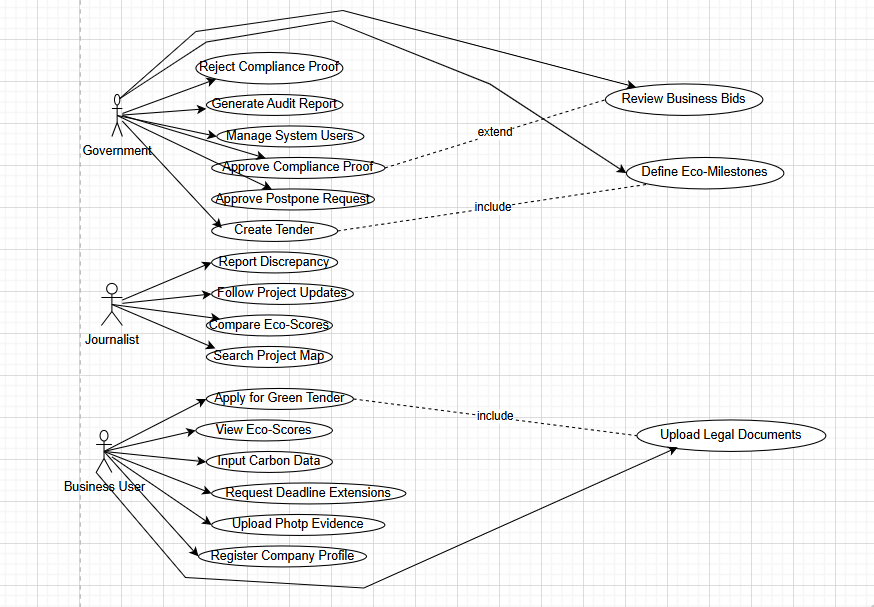 Reject Compliance Proof
Review Business Bids
Generate Audit Report
extend
Manage System Users
Government
Approve Compliance Proof
Define Eco-Milestones
Approve Postpone Request
include
Create Tender
Report Discrepancy
Follow Project Updates
Journalist
Compare Eco-Scores
Search Project Map
Apply for Green Tender
include
View Eco-Scores
Upload Legal Documents
Input Carbon Data
Business User
Request Deadline Extensions
Upload Photp Evidence
Register Company Profile